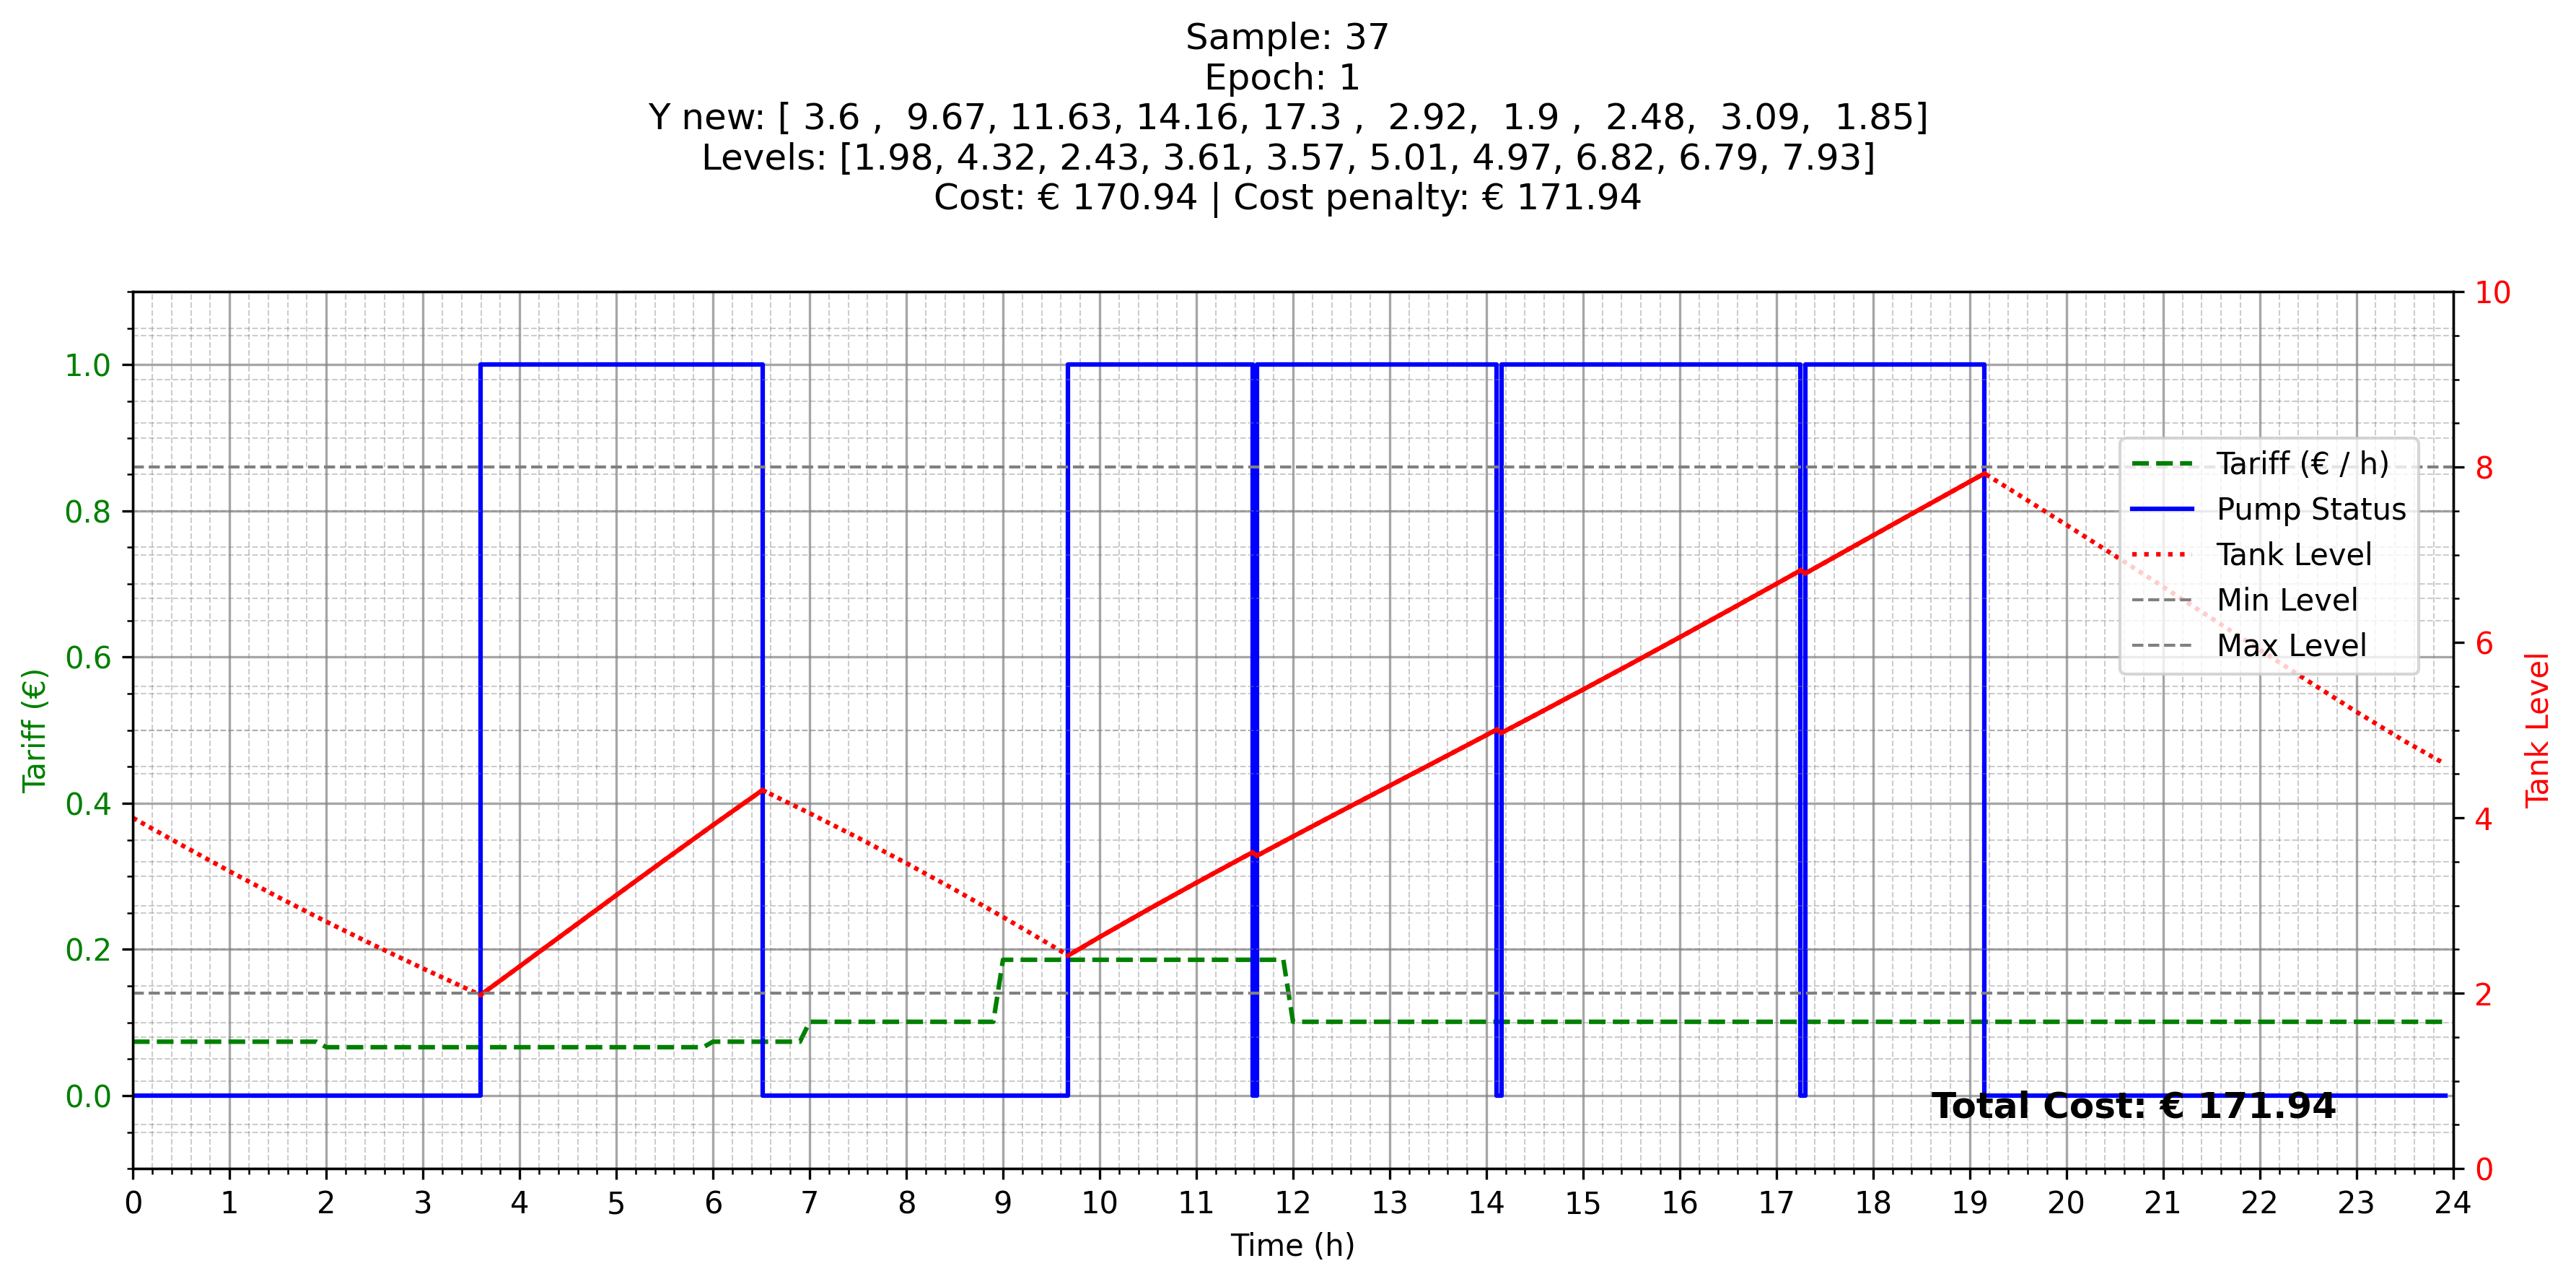 Sample: 37
Epoch: 1
Y new: [ 3.6 ,  9.67, 11.63, 14.16, 17.3 ,  2.92,  1.9 ,  2.48,  3.09,  1.85]
Levels: [1.98, 4.32, 2.43, 3.61, 3.57, 5.01, 4.97, 6.82, 6.79, 7.93]
Cost: € 170.94 | Cost penalty: € 171.94
1.0
0.8
0.6
0.4
0.2
0.0
Tariff (€)
10
8
6
4
2
0
Tank Level
Tariff (€ / h)
Pump Status
Tank Level
Min Level
Max Level
Total Cost: € 171.94
0 1 2 3 4 5 6 7 8 9 10 11 12 13 14 15 16 17 18 19 20 21 22 23 24
Time (h)